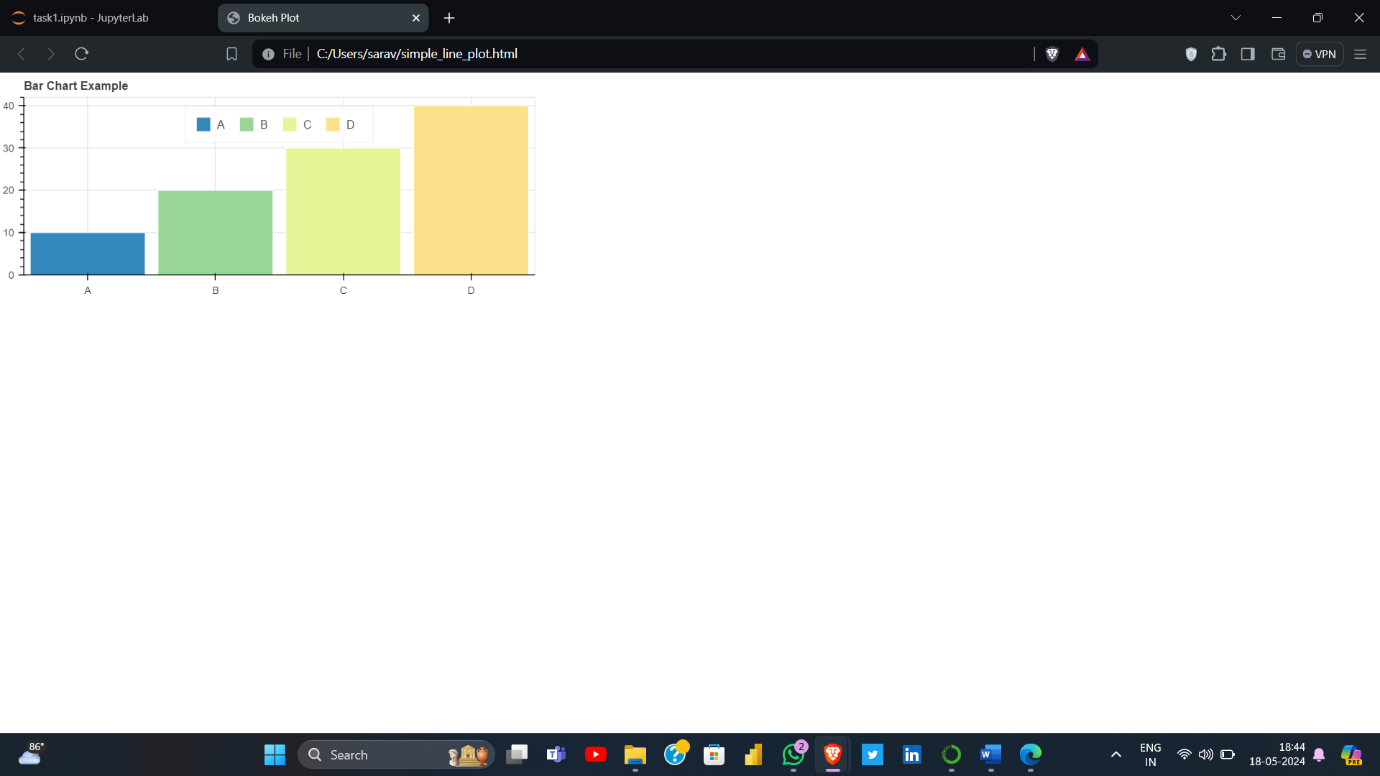 task1.ipynb - JupyterLab
Bokeh Plot
File C:/Users/sarav/simple_line_plot.html
VPN
Bar Chart Example
40
30
20
10
0
A B C D
A B C D
86°
Search
2
ENG
IN
18:44
18-05-2024
PRE